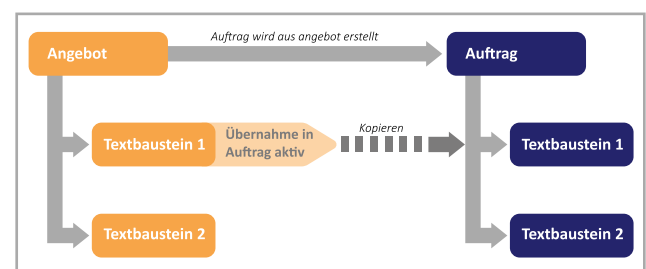 Auftrag wird aus angebot erstellt
Angebot
Auftrag
Textbaustein 1
Übernahme in
Auftrag aktiv
Kopieren
Textbaustein 1
Textbaustein 2
Textbaustein 2